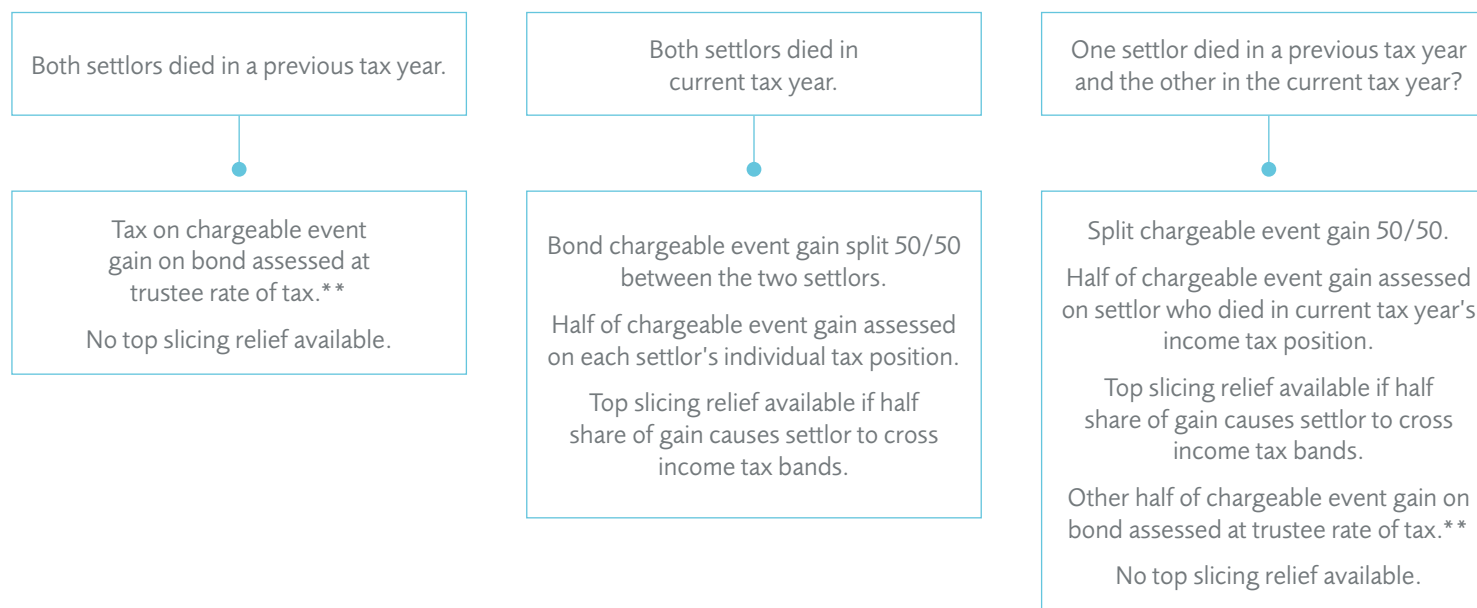 Both settlors died in a previous tax year.
Tax on chargeable event
gain on bond assessed at
trustee rate of tax.**
No top slicing relief available.
Both settlors died in
current tax year.
Bond chargeable event gain split 50/50
between the two settlors.
Half of chargeable event gain assessed
on each settlor's individual tax position.
Top slicing relief available if half
share of gain causes settlor to cross
income tax bands.
One settlor died in a previous tax year
and the other in the current tax year?
Split chargeable event gain 50/50.
Half of chargeable event gain assessed
on settlor who died in current tax year's
income tax position.
Top slicing relief available if half
share of gain causes settlor to cross
income tax bands.
Other half of chargeable event gain on
bond assessed at trustee rate of tax.**
No top slicing relief available.